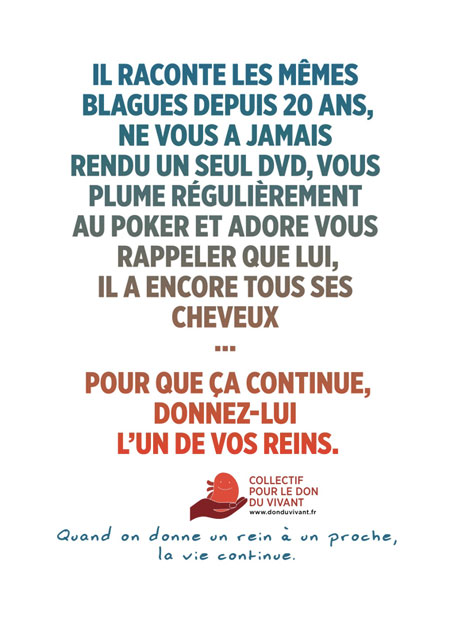 IL RACONTE LES MÊMES
BLAGUES DEPUIS 20 ANS,
NE VOUS A JAMAIS
RENDU UN SEUL DVD, VOUS
PLUME RÉGULIÈREMENT
AU POKER ET ADORE VOUS
RAPPELER QUE LUI,
IL A ENCORE TOUS SES
CHEVEUX
...
POUR QUE ÇA CONTINUE,
DONNEZ-LUI
L’UN DE VOS REINS.
COLLECTIF
POUR LE DON
DU VIVANT
www.donduvivant.fr
Quand on donne un rein à un proche,
la vie continue.